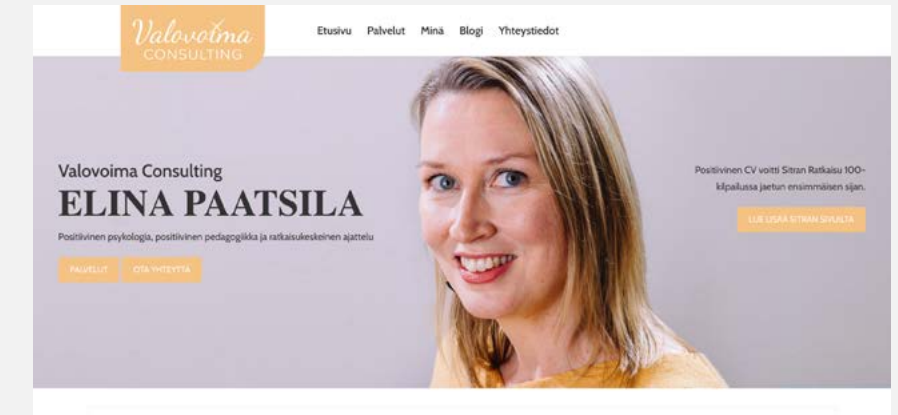 Valovoima
CONSULTING
Etusivu Palvelut Minä Blogi Yhteystiedot
Valovoima Consulting
ELINA PAATSILA
Positiivinen psykologia, positiivinen pedagogiikka ja ratkaisukeskeinen ajattelu
PALVELUT OTA YHTEYTTÄ
Positiivinen CV voitti Sitran Ratkaisu 100-
kilpailussa jaetun ensimmäisen sijan.
LUE LISÄÄ SITRAN SIVUILTA